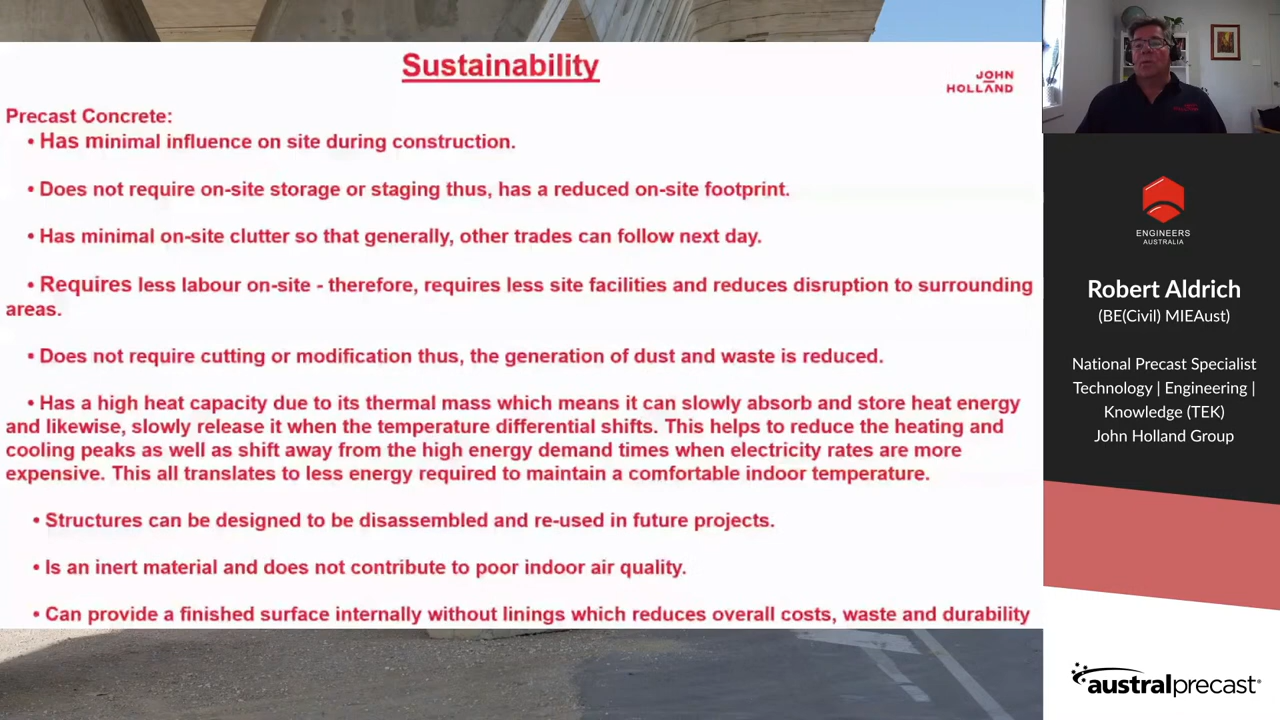 Sustainability
JOHN
HOLLAND
Precast Concrete:
• Has minimal influence on site during construction.
• Does not require on-site storage or staging thus, has a reduced on-site footprint.
• Has minimal on-site clutter so that generally, other trades can follow next day.
• Requires less labour on-site - therefore, requires less site facilities and reduces disruption to surrounding
areas.
• Does not require cutting or modification thus, the generation of dust and waste is reduced.
• Has a high heat capacity due to its thermal mass which means it can slowly absorb and store heat energy
and likewise, slowly release it when the temperature differential shifts. This helps to reduce the heating and
cooling peaks as well as shift away from the high energy demand times when electricity rates are more
expensive. This all translates to less energy required to maintain a comfortable indoor temperature.
• Structures can be designed to be disassembled and re-used in future projects.
• Is an inert material and does not contribute to poor indoor air quality.
• Can provide a finished surface internally without linings which reduces overall costs, waste and durability
ENGINEERS
AUSTRALIA
Robert Aldrich
(BE(Civil) MIEAust)
National Precast Specialist
Technology | Engineering |
Knowledge (TEK)
John Holland Group
australprecast